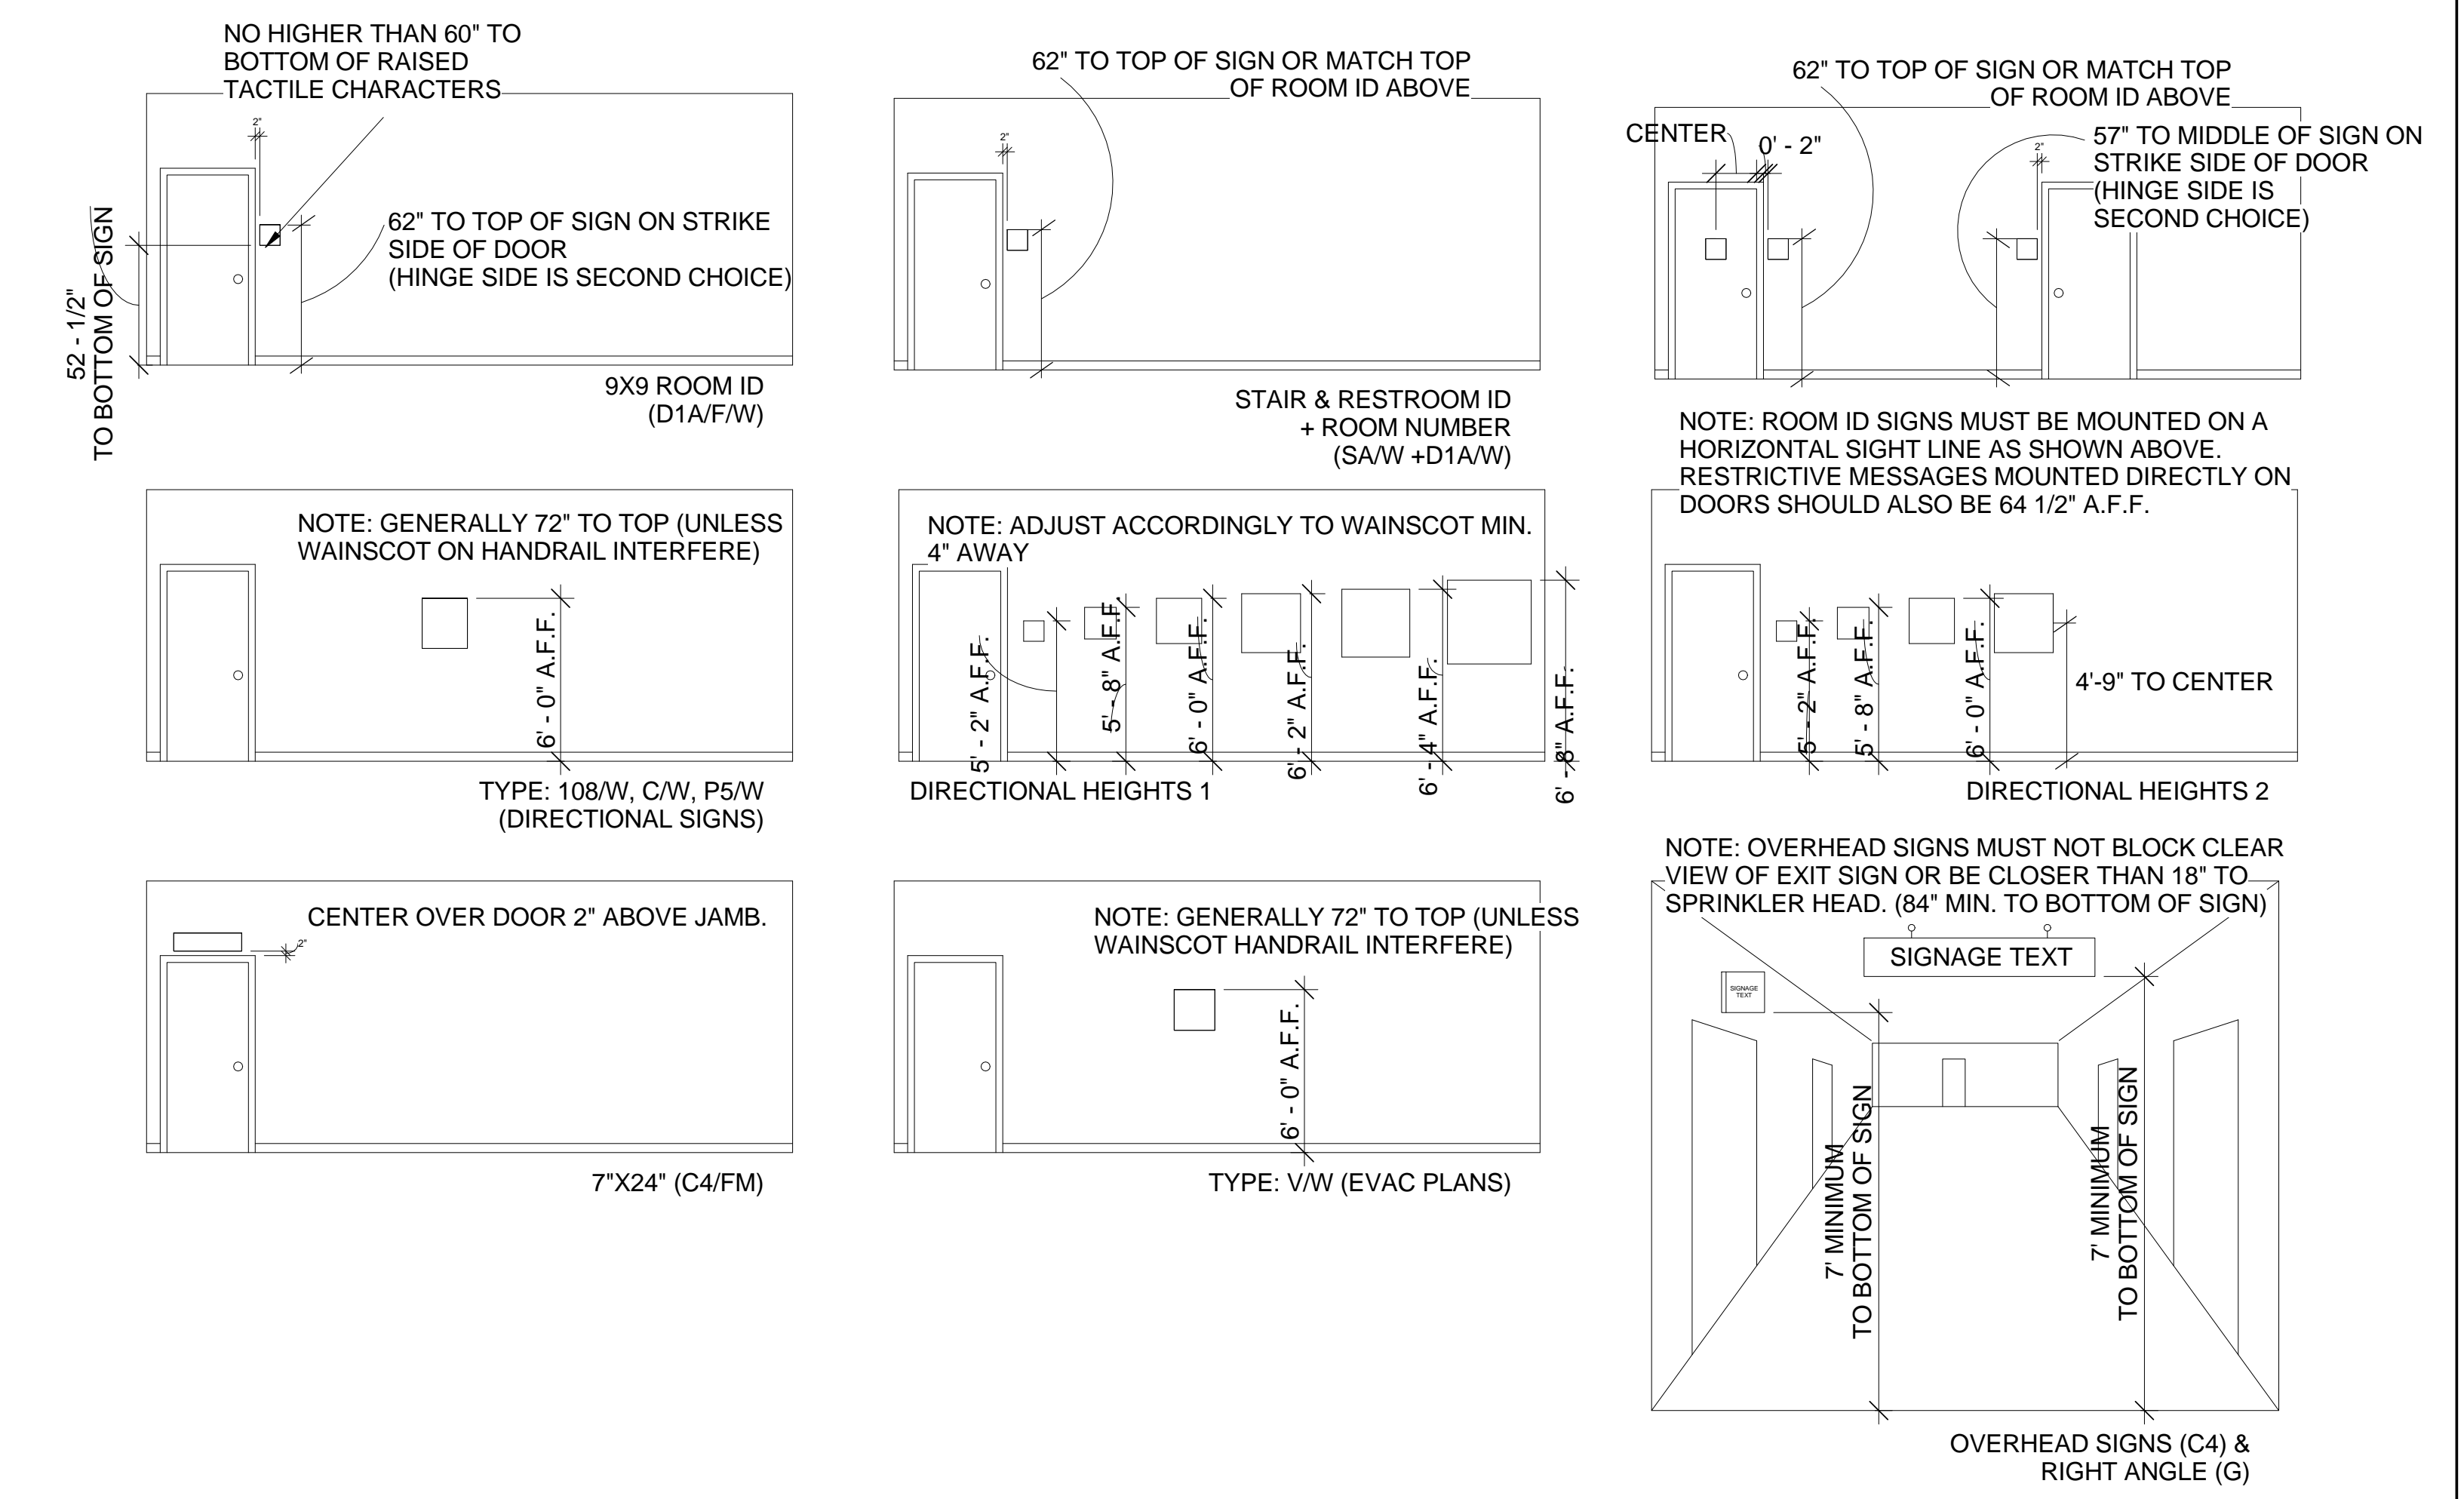 NO HIGHER THAN 60" TO
BOTTOM OF RAISED
TACTILE CHARACTERS
2"
62" TO TOP OF SIGN ON STRIKE
SIDE OF DOOR
(HINGE SIDE IS SECOND CHOICE)
52 - 1/2"
TO BOTTOM OF SIGN
9X9 ROOM ID
(D1A/F/W)
62" TO TOP OF SIGN OR MATCH TOP
OF ROOM ID ABOVE
2"
STAIR & RESTROOM ID
+ ROOM NUMBER
(SA/W +D1A/W)
62" TO TOP OF SIGN OR MATCH TOP
OF ROOM ID ABOVE
CENTER
0' - 2"
2"
57" TO MIDDLE OF SIGN ON
STRIKE SIDE OF DOOR
(HINGE SIDE IS
SECOND CHOICE)
NOTE: ROOM ID SIGNS MUST BE MOUNTED ON A
HORIZONTAL SIGHT LINE AS SHOWN ABOVE.
RESTRICTIVE MESSAGES MOUNTED DIRECTLY ON
DOORS SHOULD ALSO BE 64 1/2" A.F.F.
NOTE: GENERALLY 72" TO TOP (UNLESS
WAINSCOT ON HANDRAIL INTERFERE)
6' - 0" A.F.F.
TYPE: 108/W, C/W, P5/W
(DIRECTIONAL SIGNS)
NOTE: ADJUST ACCORDINGLY TO WAINSCOT MIN.
4" AWAY
5' - 2" A.F.F.
5' - 8" A.F.F.
6' - 0" A.F.F.
6' - 2" A.F.F.
6' - 4" A.F.F.
6' - 8" A.F.F.
DIRECTIONAL HEIGHTS 1
5' - 2" A.F.F.
5' - 8" A.F.F.
6' - 0" A.F.F.
4'-9" TO CENTER
DIRECTIONAL HEIGHTS 2
CENTER OVER DOOR 2" ABOVE JAMB.
2"
7"X24" (C4/FM)
NOTE: GENERALLY 72" TO TOP (UNLESS
WAINSCOT HANDRAIL INTERFERE)
6' - 0" A.F.F.
TYPE: V/W (EVAC PLANS)
NOTE: OVERHEAD SIGNS MUST NOT BLOCK CLEAR
VIEW OF EXIT SIGN OR BE CLOSER THAN 18" TO
SPRINKLER HEAD. (84" MIN. TO BOTTOM OF SIGN)
SIGNAGE TEXT
SIGNAGE
TEXT
7' MINIMUM
TO BOTTOM OF SIGN
7' MINIMUM
TO BOTTOM OF SIGN
OVERHEAD SIGNS (C4) &
RIGHT ANGLE (G)